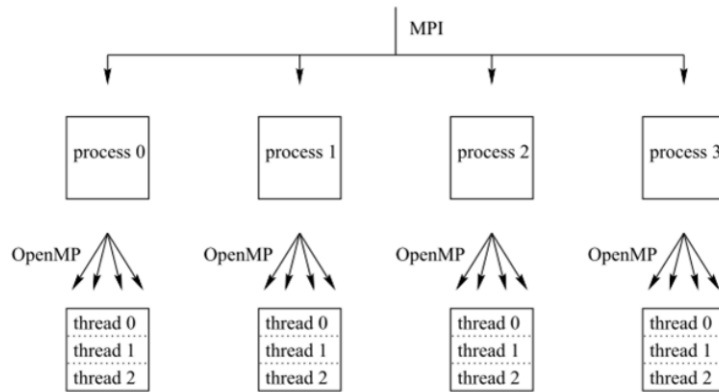 MPI
process 0 process 1 process 2 process 3
OpenMP OpenMP OpenMP OpenMP
thread 0 thread 0 thread 0 thread 0
thread 1 thread 1 thread 1 thread 1
thread 2 thread 2 thread 2 thread 2